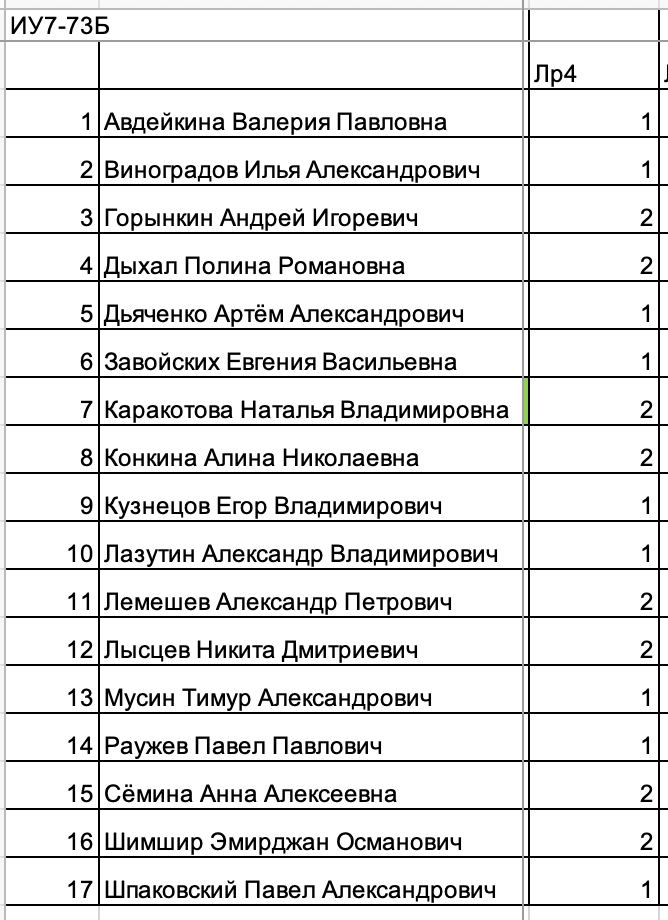 ИУ7-73Б
Лр4
1 Авдейкина Валерия Павловна 1
2 Виноградов Илья Александрович 1
3 Горынкин Андрей Игоревич 2
4 Дыхал Полина Романовна 2
5 Дьяченко Артём Александрович 1
6 Завойских Евгения Васильевна 1
7 Каракотова Наталья Владимировна 2
8 Конкина Алина Николаевна 2
9 Кузнецов Егор Владимирович 1
10 Лазутин Александр Владимирович 1
11 Лемешев Александр Петрович 2
12 Лысцев Никита Дмитриевич 2
13 Мусин Тимур Александрович 1
14 Раужев Павел Павлович 1
15 Сёмина Анна Алексеевна 2
16 Шимшир Эмирджан Османович 2
17 Шпаковский Павел Александрович 1